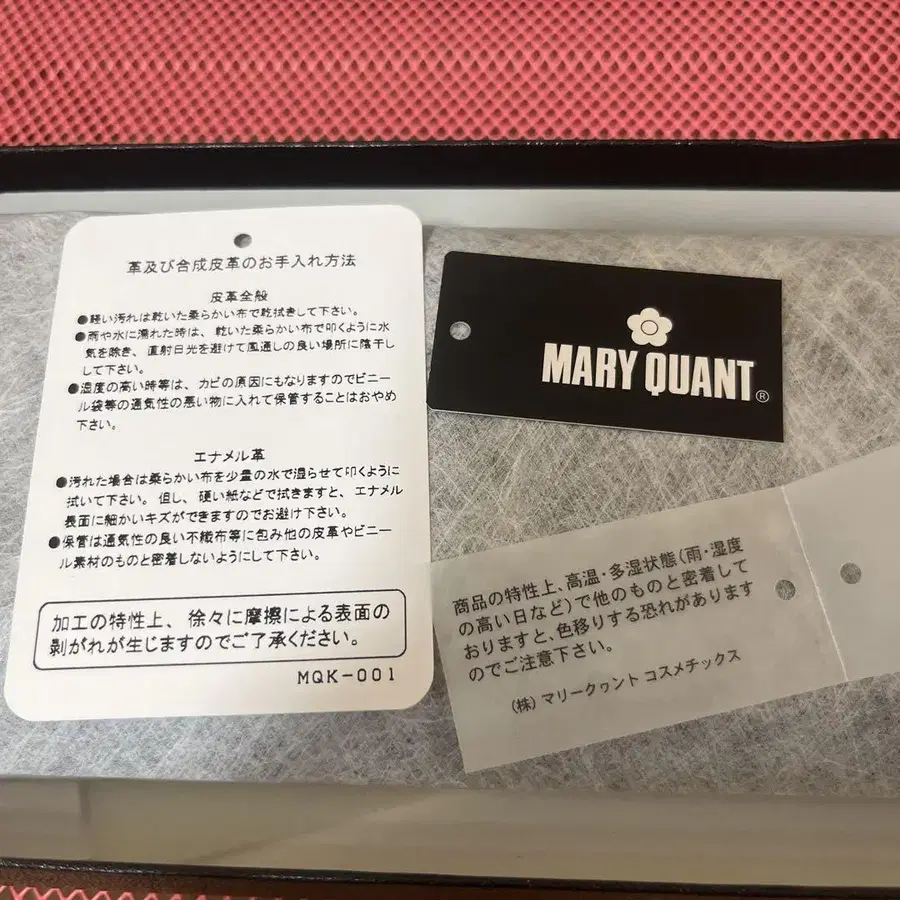 革及び合成皮革のお手入れ方法
皮革全般
●軽い汚れは乾いた柔らかい布で乾拭きして下さい。
●雨や水に濡れた時は、乾いた柔らかい布で叩くように水
気を除き、直射日光を避けて風通しの良い場所に陰干し
して下さい。
●湿度の高い時等は、カビの原因にもなりますのでビニー
ル袋等の通気性の悪い物に入れて保管することはおやめ
下さい。
エナメル革
●汚れた場合は柔らかい布を少量の水で湿らせて叩くように
拭いて下さい。但し、硬い紙などで拭きますと、エナメル
表面に細かいキズができますのでお避け下さい。
●保管は通気性の良い不織布等に包み他の皮革やビニー
ル素材のものと密着しないようにして下さい。
加工の特性上、徐々に摩擦による表面の
剥がれが生じますのでご了承ください。
MQK-001
MARY QUANT®
商品の特性上、高温・多湿状態(雨・湿度
の高い日など)で他のものと密着して
おりますと、色移りする恐れがあります
のでご注意下さい。
(株)マリークヮント コスメチックス